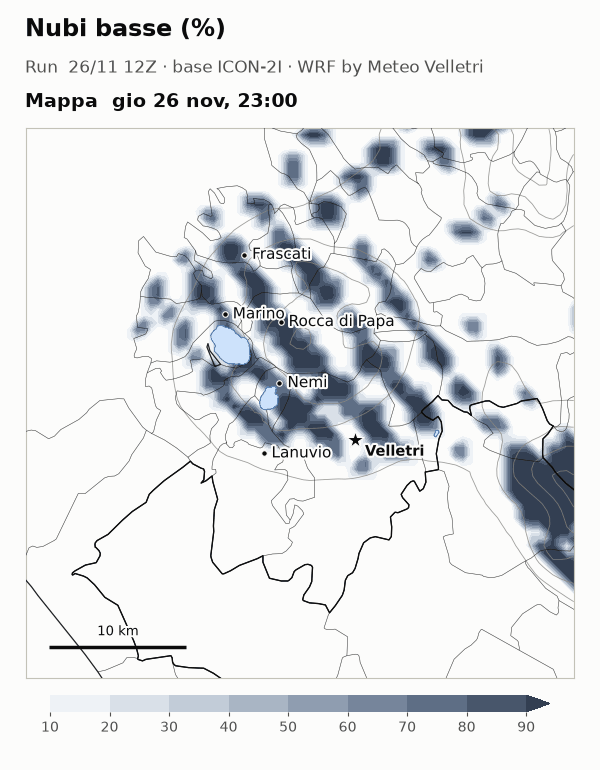 Nubi basse (%)
Run  26/11 12Z · base ICON-2I · WRF by Meteo Velletri
Mappa  gio 26 nov, 23:00
Frascati
Marino
Rocca di Papa
Nemi
Velletri
Lanuvio
10 km
10 20 30 40 50 60 70 80 90